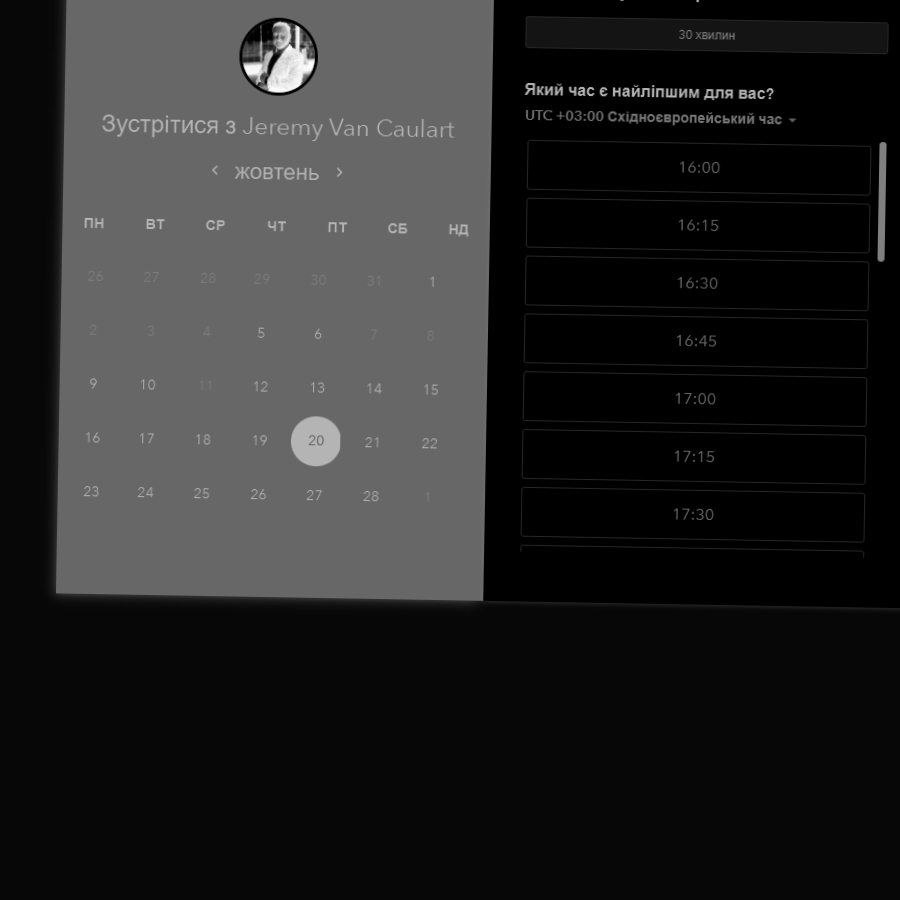 Зустрітися з Jeremy Van Caulart
жовтень
ПН ВТ СР ЧТ ПТ СБ НД
26 27 28 29 30 31 1
2 3 4 5 6 7 8
9 10 11 12 13 14 15
16 17 18 19 20 21 22
23 24 25 26 27 28 1
30 хвилин
Який час є найліпшим для вас?
UTC +03:00 Східноєвропейський час
16:00
16:15
16:30
16:45
17:00
17:15
17:30